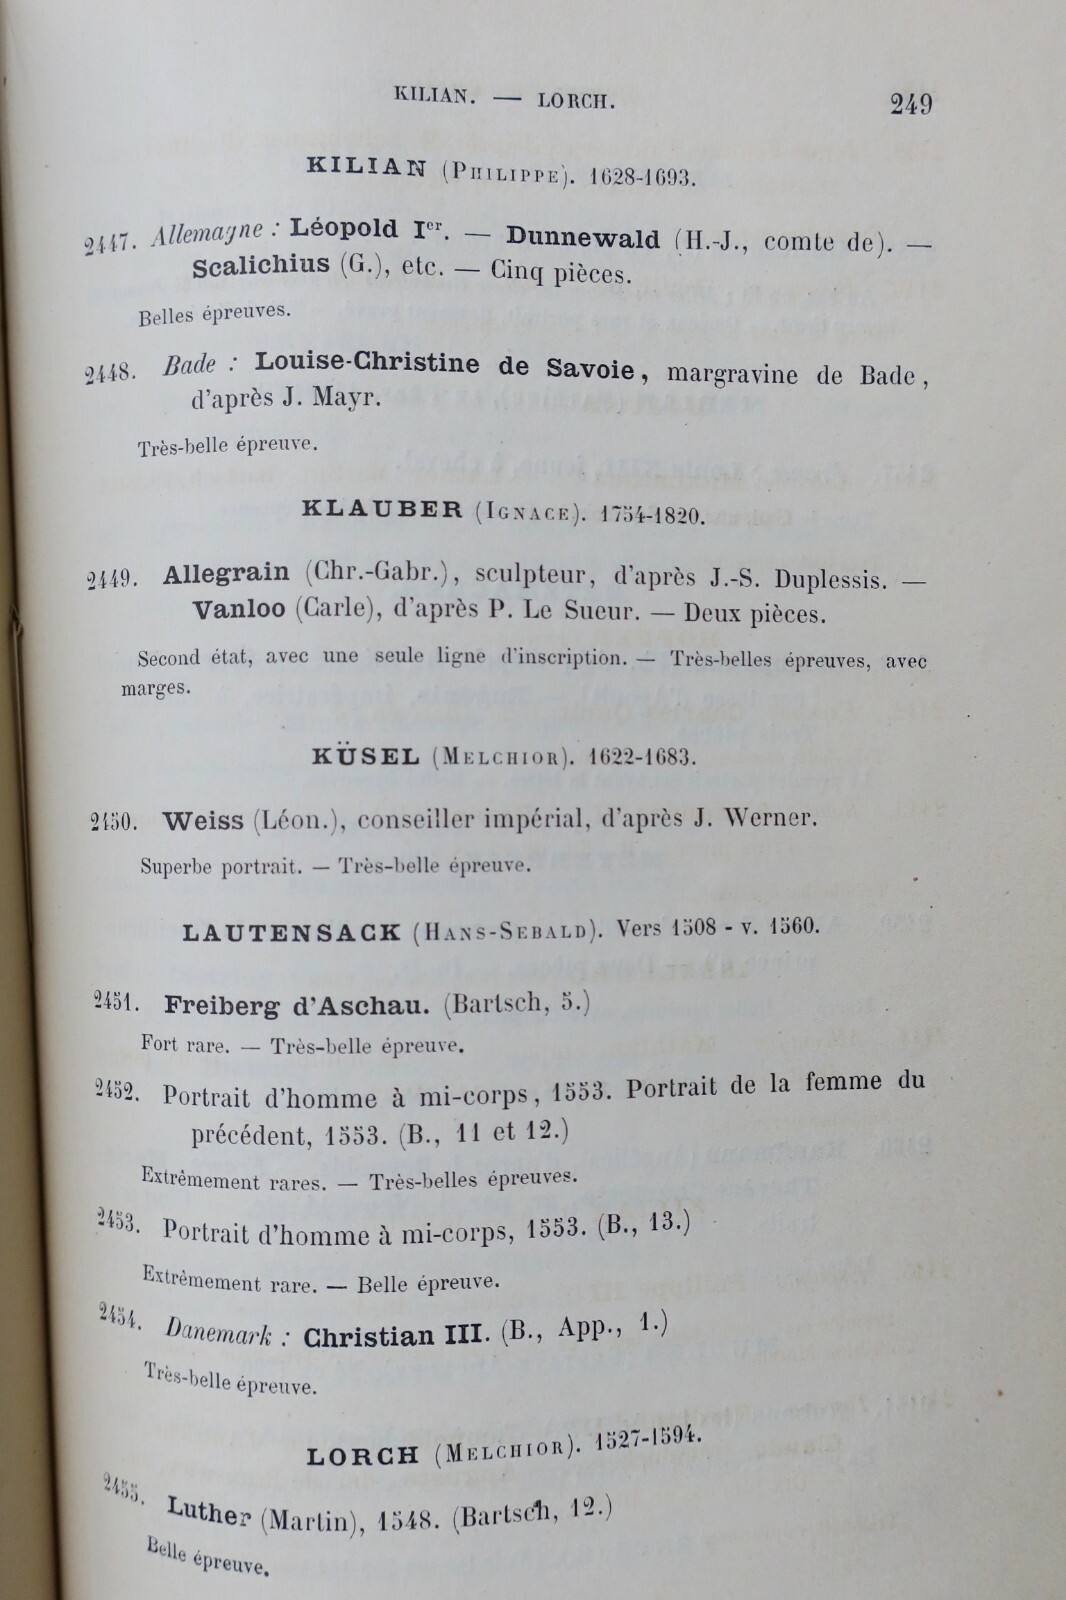 KILIAN. — LORCH. 249
KILIAN (Philippe). 1628-1693.
2447. Allemagne : Léopold Ier. — Dunnewald (H.-J., comte de). —
Scalichius (G.), etc. — Cinq pièces.
Belles épreuves.
2448. Bade : Louise-Christine de Savoie, margravine de Bade,
d'après J. Mayr.
Très-belle épreuve.
KLAUBER (Ignace). 1754-1820.
2449. Allegrain (Chr.-Gabr.), sculpteur, d'après J.-S. Duplessis. —
Vanloo (Carle), d'après P. Le Sueur. — Deux pièces.
Second état, avec une seule ligne d'inscription. — Très-belles épreuves, avec
marges.
KÜSEL (Melchior). 1622-1683.
2450. Weiss (Léon.), conseiller impérial, d'après J. Werner.
Superbe portrait. — Très-belle épreuve.
LAUTENSACK (Hans-Sebald). Vers 1508 - v. 1560.
2451. Freiberg d'Aschau. (Bartsch, 5.)
Fort rare. — Très-belle épreuve.
2452. Portrait d'homme à mi-corps, 1553. Portrait de la femme du
précédent, 1553. (B., 11 et 12.)
Extrêmement rares. — Très-belles épreuves.
2453. Portrait d'homme à mi-corps, 1553. (B., 13.)
Extrêmement rare. — Belle épreuve.
2454. Danemark : Christian III. (B., App., 1.)
Très-belle épreuve.
LORCH (Melchior). 1527-1594.
2455. Luther (Martin), 1548. (Bartsch, 12.)
Belle épreuve.